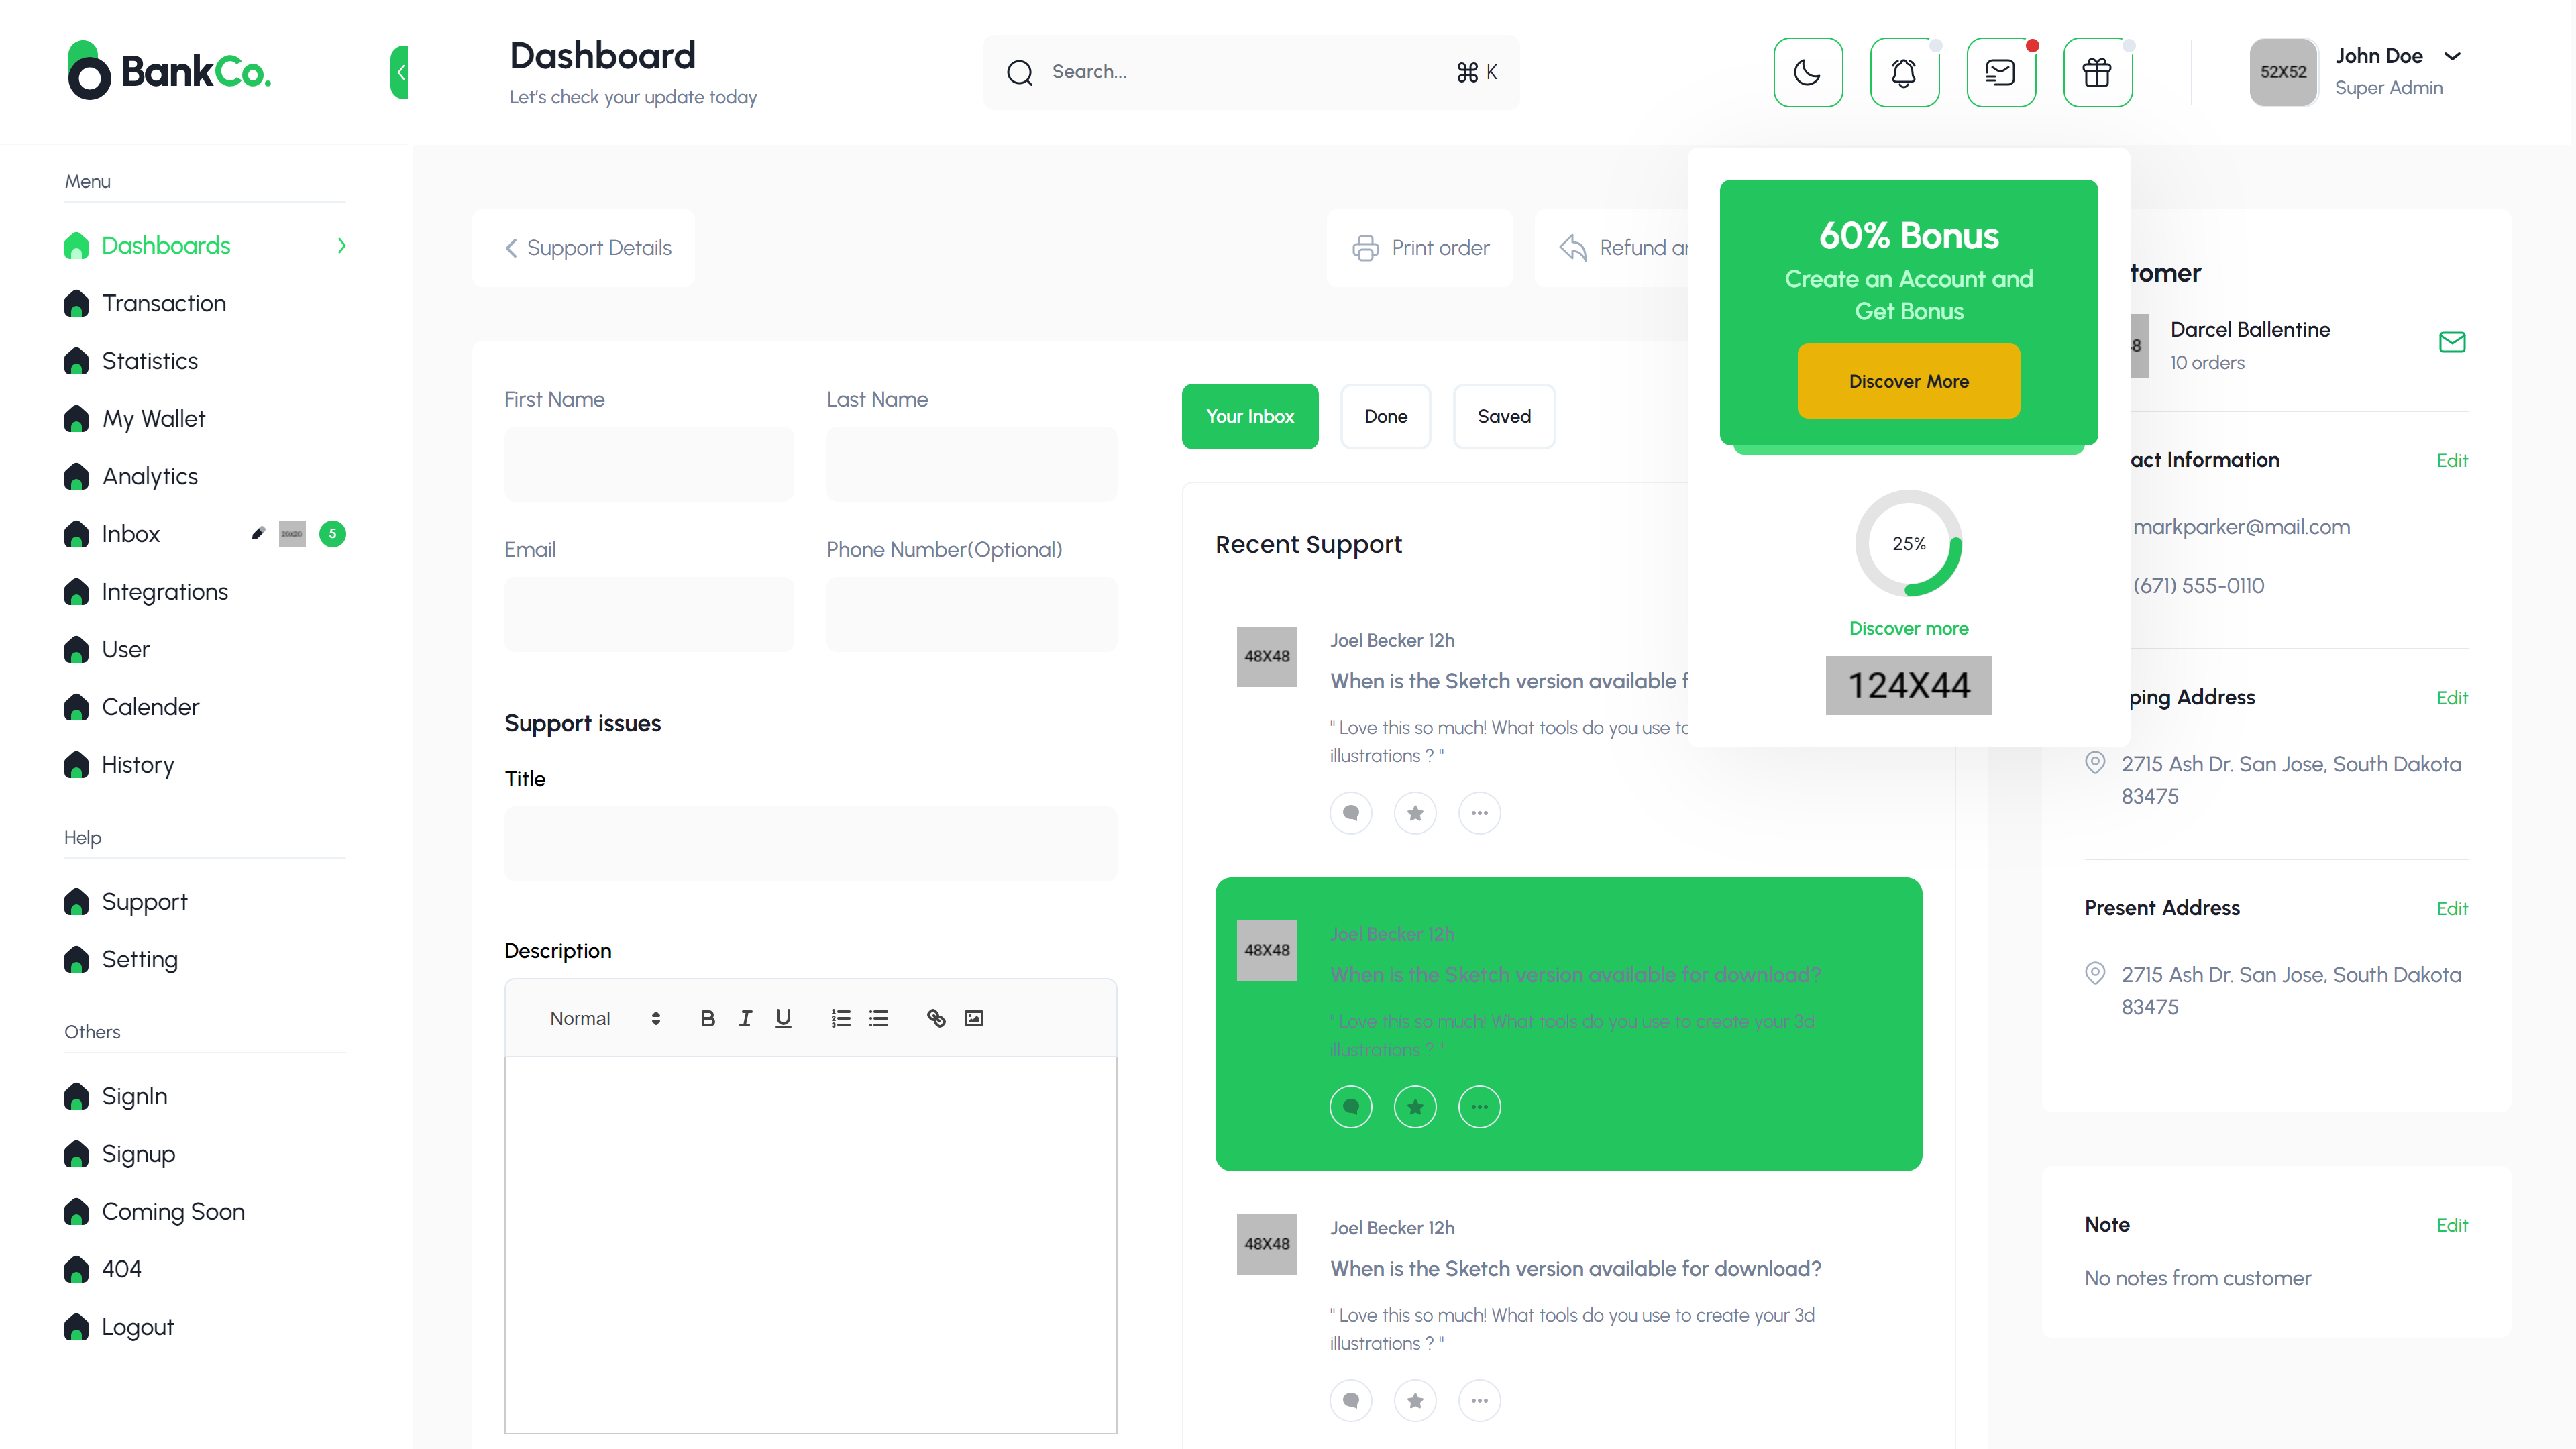 BankCo.
Dashboard
Let's check your update today
Search...
⌘ K
52X52
John Doe
Super Admin
Menu
Dashboards
Transaction
Statistics
My Wallet
Analytics
Inbox
20X20
5
Integrations
User
Calender
History
Help
Support
Setting
Others
SignIn
Signup
Coming Soon
404
Logout
Support Details
Print order
Refund
First Name
Last Name
Email
Phone Number(Optional)
Support issues
Title
Description
Normal
Your Inbox
Done
Saved
Recent Support
48X48
Joel Becker 12h
When is the Sketch version available
" Love this so much! What tools do you use to
illustrations ? "
48X48
Joel Becker 12h
When is the Sketch version available for download?
" Love this so much! What tools do you use to create your 3d
illustrations ? "
48X48
Joel Becker 12h
When is the Sketch version available for download?
" Love this so much! What tools do you use to create your 3d
illustrations ? "
60% Bonus
Create an Account and
Get Bonus
Discover More
25%
Discover more
124X44
tomer
8
Darcel Ballentine
10 orders
act Information
Edit
markparker@mail.com
(671) 555-0110
ping Address
Edit
2715 Ash Dr. San Jose, South Dakota
83475
Present Address
Edit
2715 Ash Dr. San Jose, South Dakota
83475
Note
Edit
No notes from customer